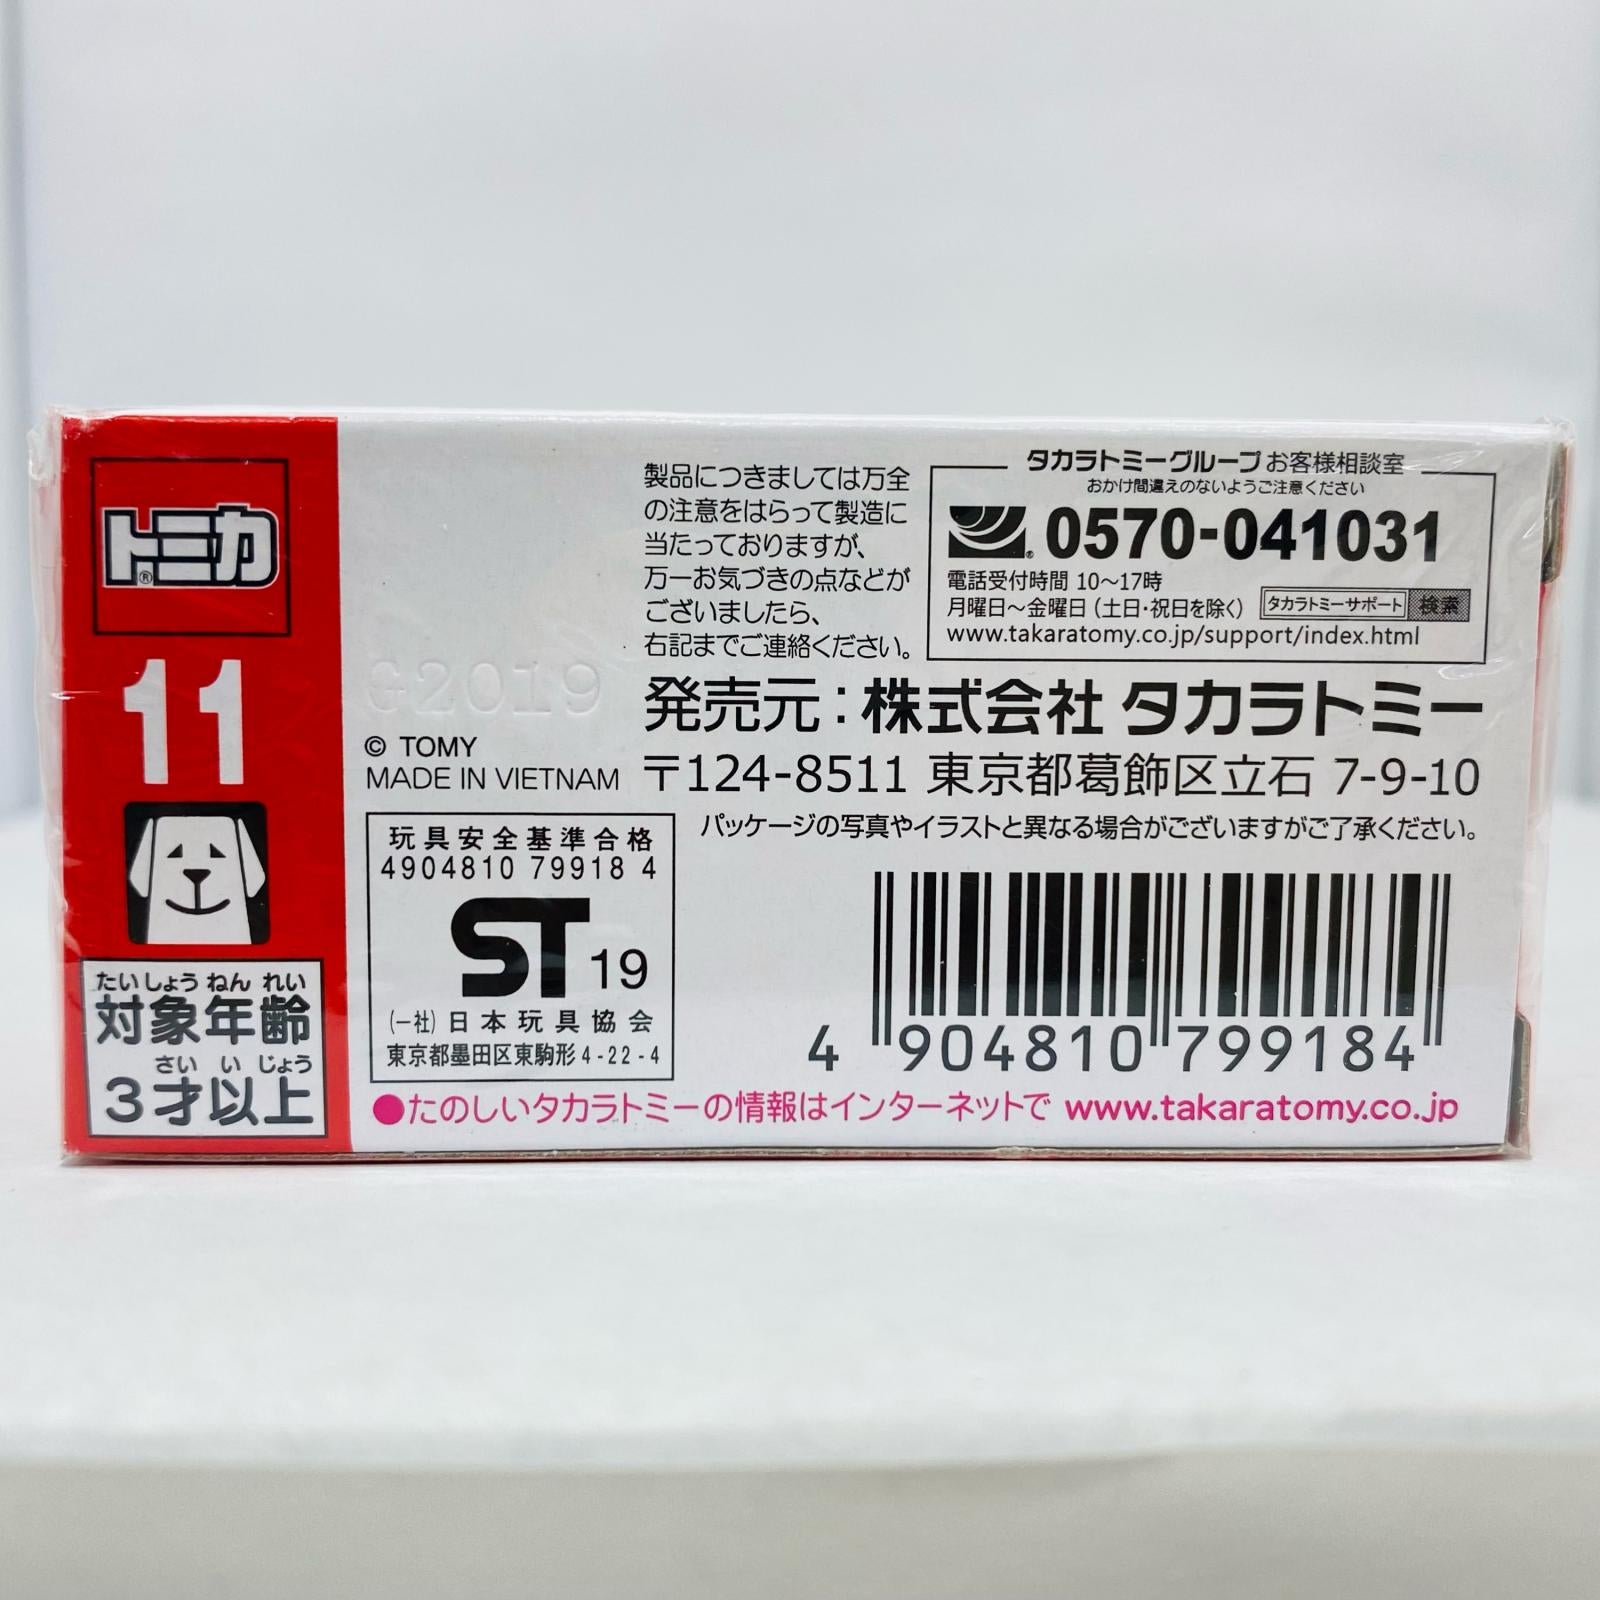 トミカ
11
たいしょうねんれい
対象年齢
さいいじょう
3才以上
G2019
© TOMY
MADE IN VIETNAM
玩具安全基準合格
4904810 79918 4
ST 19
(一社)日本玩具協会
東京都墨田区東駒形4-22-4
製品につきましては万全
の注意をはらって製造に
当たっておりますが、
万一お気づきの点などが
ございましたら、
右記までご連絡ください。
タカラトミーグループお客様相談室
おかけ間違えのないようご注意ください
0570-041031
電話受付時間 10～17時
月曜日～金曜日(土日・祝日を除く) タカラトミーサポート 検索
www.takaratomy.co.jp/support/index.html
発売元:株式会社 タカラトミー
〒124-8511 東京都葛飾区立石 7-9-10
パッケージの写真やイラストと異なる場合がございますがご了承ください。
4 904810 799184
●たのしいタカラトミーの情報はインターネットで www.takaratomy.co.jp